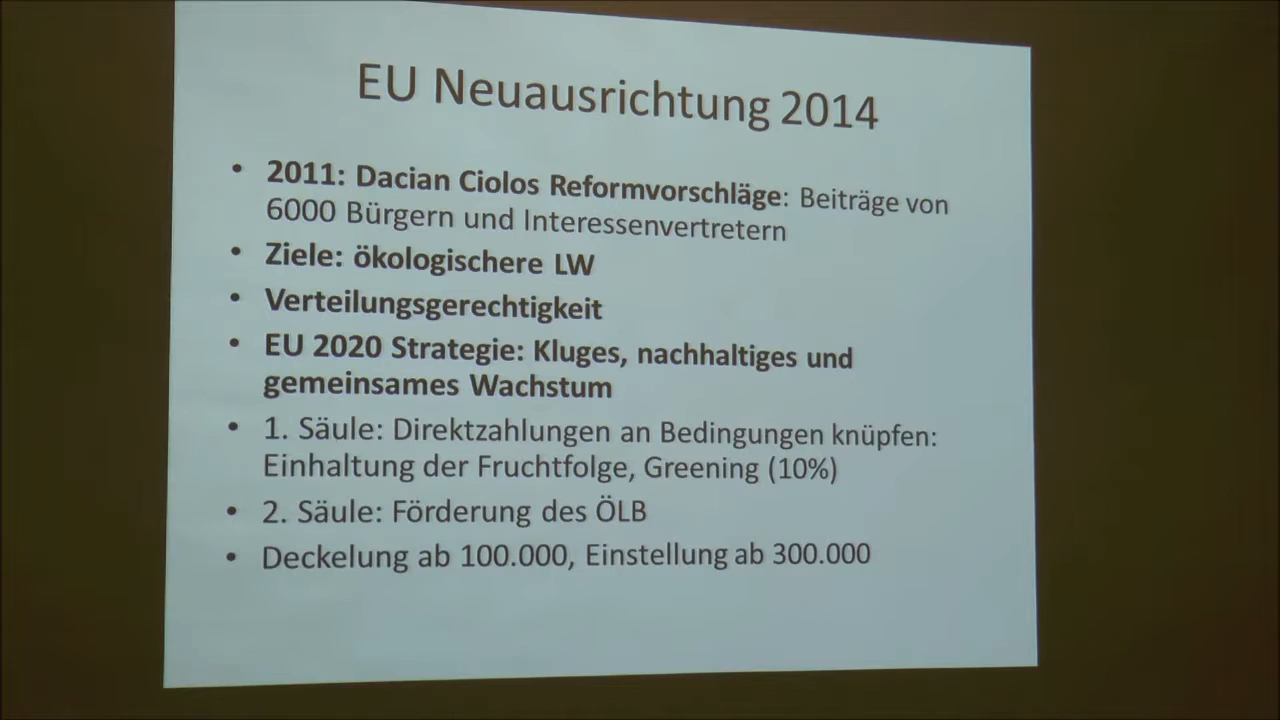 EU Neuausrichtung 2014
• 2011: Dacian Ciolos Reformvorschläge: Beiträge von
6000 Bürgern und Interessenvertretern
• Ziele: ökologischere LW
• Verteilungsgerechtigkeit
• EU 2020 Strategie: Kluges, nachhaltiges und
gemeinsames Wachstum
• 1. Säule: Direktzahlungen an Bedingungen knüpfen:
Einhaltung der Fruchtfolge, Greening (10%)
• 2. Säule: Förderung des ÖLB
• Deckelung ab 100.000, Einstellung ab 300.000